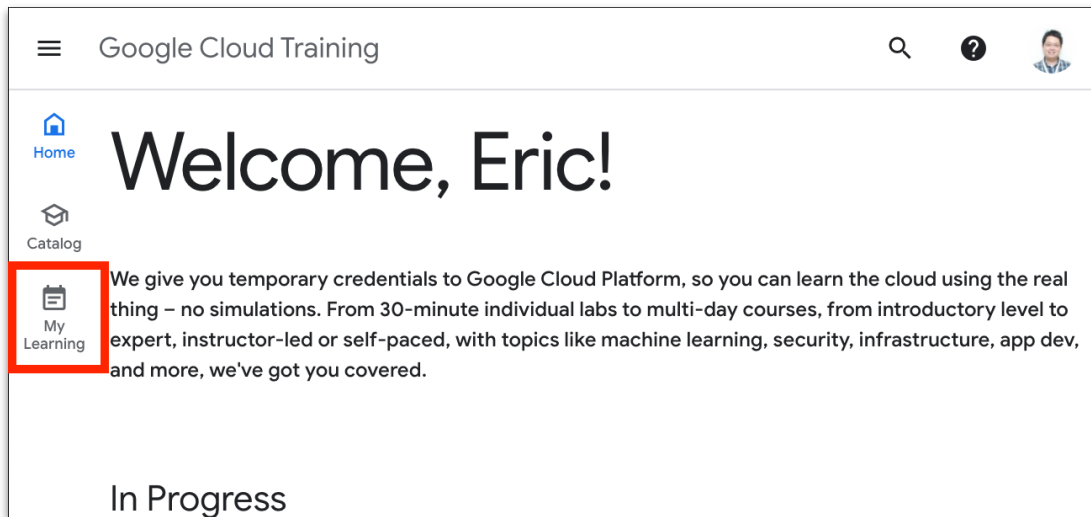 Google Cloud Training
Home
Welcome, Eric!
Catalog
We give you temporary credentials to Google Cloud Platform, so you can learn the cloud using the real
thing – no simulations. From 30-minute individual labs to multi-day courses, from introductory level to
expert, instructor-led or self-paced, with topics like machine learning, security, infrastructure, app dev,
and more, we've got you covered.
My
Learning
In Progress